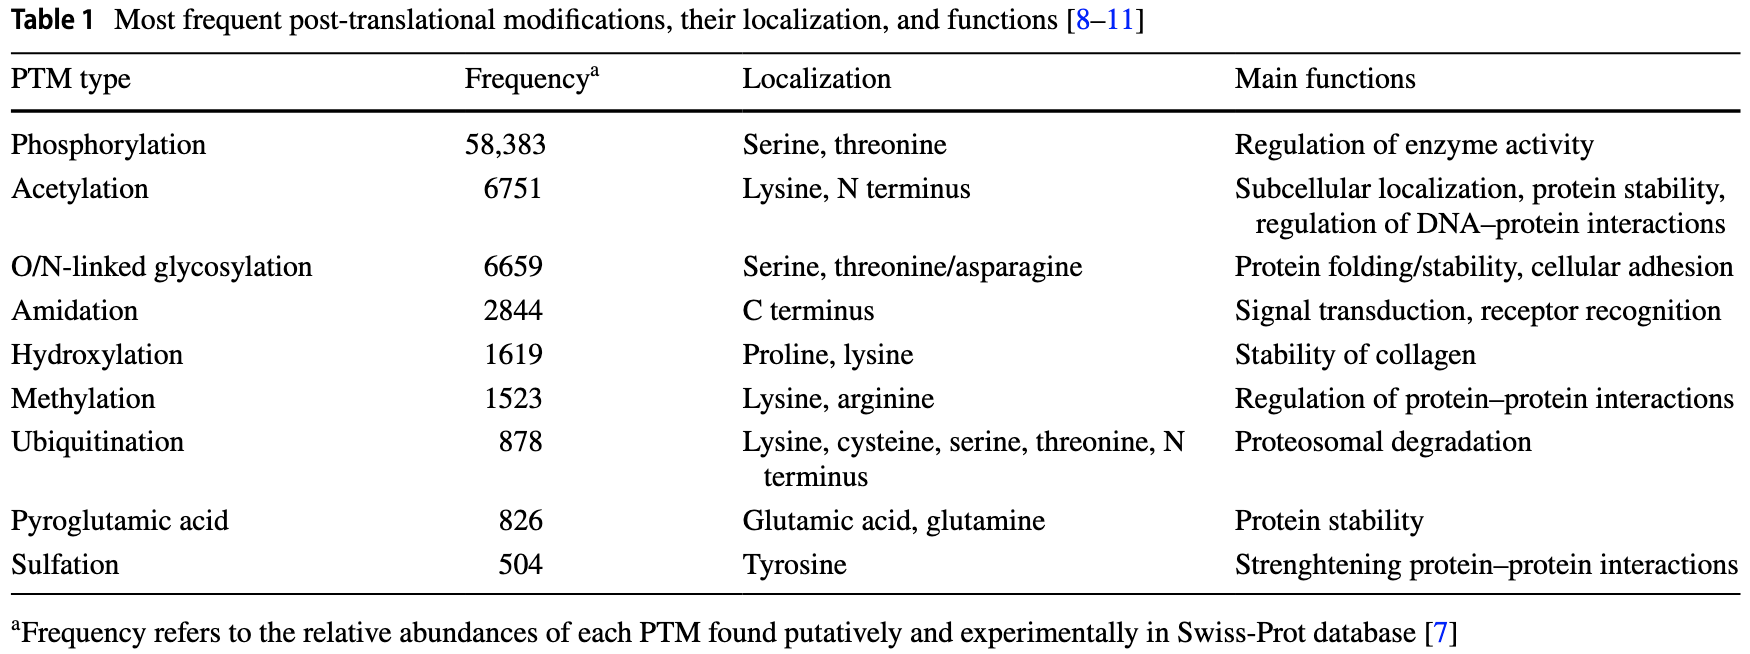 Table 1 Most frequent post-translational modifications, their localization, and functions [8–11]
PTM type Frequencyᵃ Localization Main functions
Phosphorylation 58,383 Serine, threonine Regulation of enzyme activity
Acetylation 6751 Lysine, N terminus Subcellular localization, protein stability,
regulation of DNA–protein interactions
O/N-linked glycosylation 6659 Serine, threonine/asparagine Protein folding/stability, cellular adhesion
Amidation 2844 C terminus Signal transduction, receptor recognition
Hydroxylation 1619 Proline, lysine Stability of collagen
Methylation 1523 Lysine, arginine Regulation of protein–protein interactions
Ubiquitination 878 Lysine, cysteine, serine, threonine, N Proteosomal degradation
terminus
Pyroglutamic acid 826 Glutamic acid, glutamine Protein stability
Sulfation 504 Tyrosine Strenghtening protein–protein interactions
ᵃFrequency refers to the relative abundances of each PTM found putatively and experimentally in Swiss-Prot database [7]